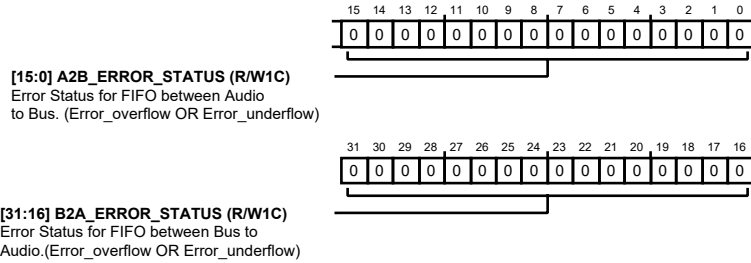 15 14 13 12 11 10 9 8 7 6 5 4 3 2 1 0
0 0 0 0 0 0 0 0 0 0 0 0 0 0 0 0
[15:0] A2B_ERROR_STATUS (R/W1C)
Error Status for FIFO between Audio
to Bus. (Error_overflow OR Error_underflow)
31 30 29 28 27 26 25 24 23 22 21 20 19 18 17 16
0 0 0 0 0 0 0 0 0 0 0 0 0 0 0 0
[31:16] B2A_ERROR_STATUS (R/W1C)
Error Status for FIFO between Bus to
Audio.(Error_overflow OR Error_underflow)